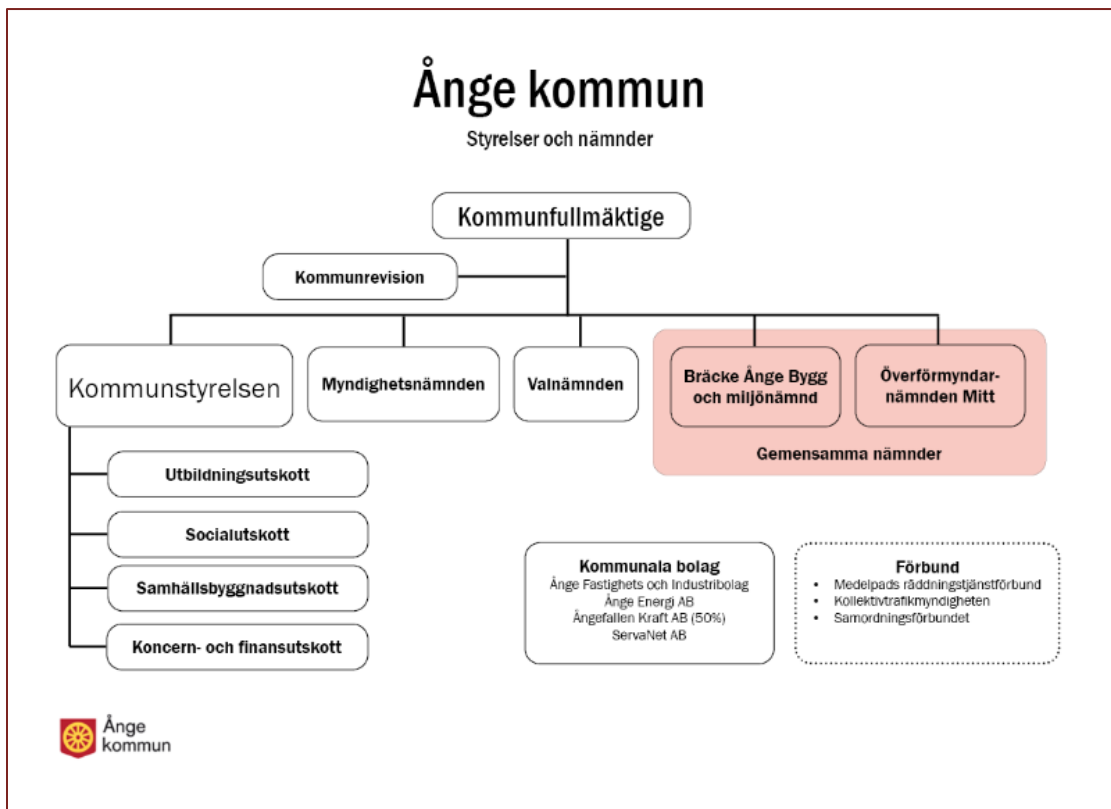 Ånge kommun
Styrelser och nämnder
Kommunfullmäktige
Kommunrevision
Kommunstyrelsen
Myndighetsnämnden
Valnämnden
Bräcke Ånge Bygg
och miljönämnd
Överförmyndar-
nämnden Mitt
Gemensamma nämnder
Utbildningsutskott
Socialutskott
Samhällsbyggnadsutskott
Koncern- och finansutskott
Kommunala bolag
Ånge Fastighets och Industribolag
Ånge Energi AB
Ångefallen Kraft AB (50%)
ServaNet AB
Förbund
• Medelpads räddningstjänstförbund
• Kollektivtrafikmyndigheten
• Samordningsförbundet
Ånge
kommun